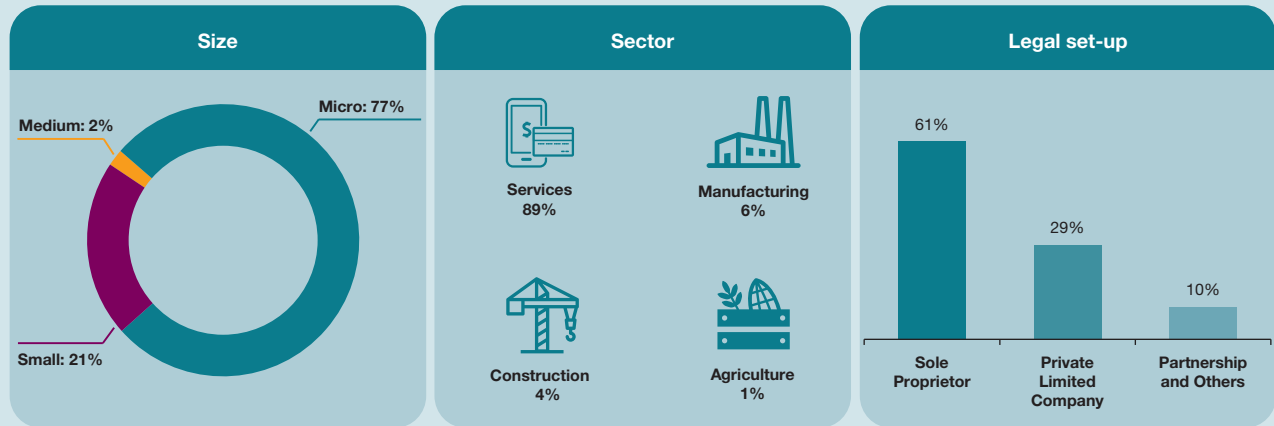 Size
Micro: 77%
Medium: 2%
Small: 21%
Sector
$
Services
89%
Manufacturing
6%
Construction
4%
Agriculture
1%
Legal set-up
61%
29%
10%
Sole
Proprietor
Private
Limited
Company
Partnership
and Others